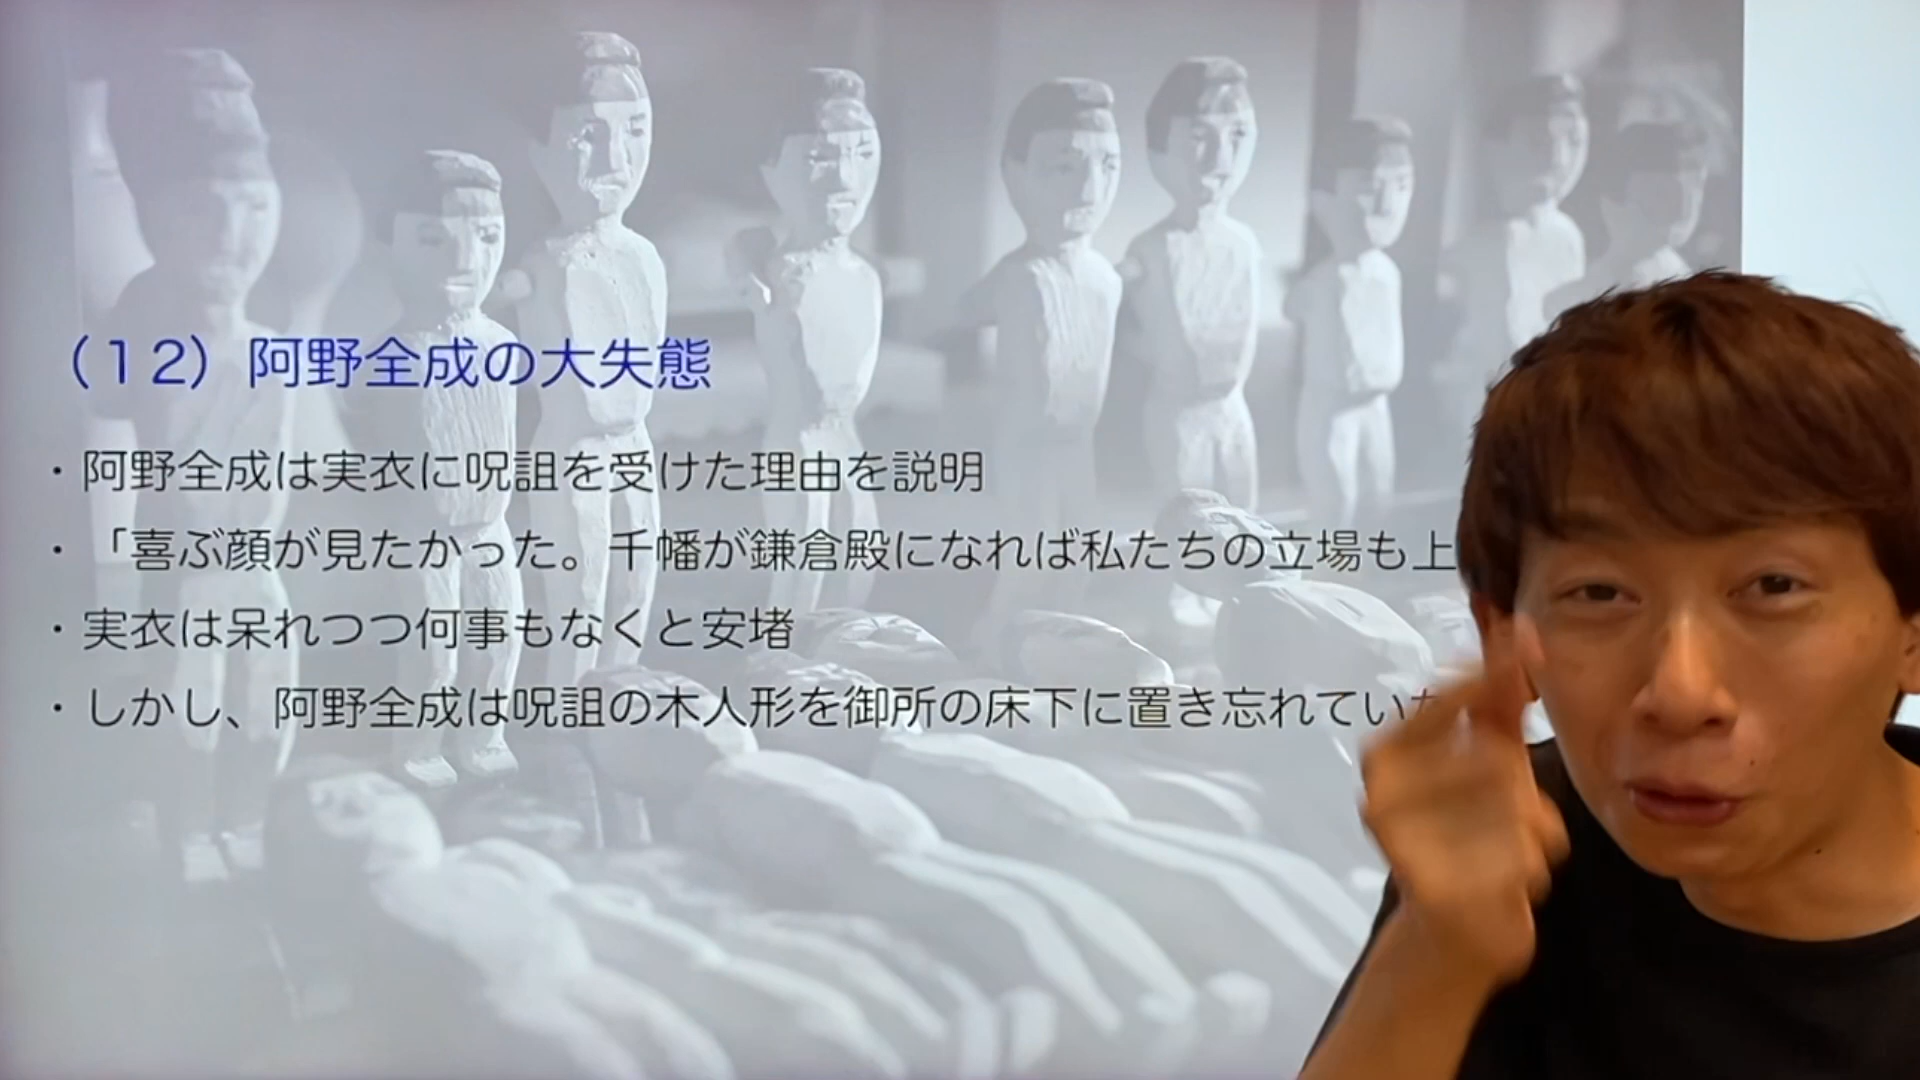 （１２）阿野全成の大失態
・阿野全成は実衣に呪詛を受けた理由を説明
・「喜ぶ顔が見たかった。千幡が鎌倉殿になれば私たちの立場も上
・実衣は呆れつつ何事もなくと安堵
・しかし、阿野全成は呪詛の木人形を御所の床下に置き忘れてい